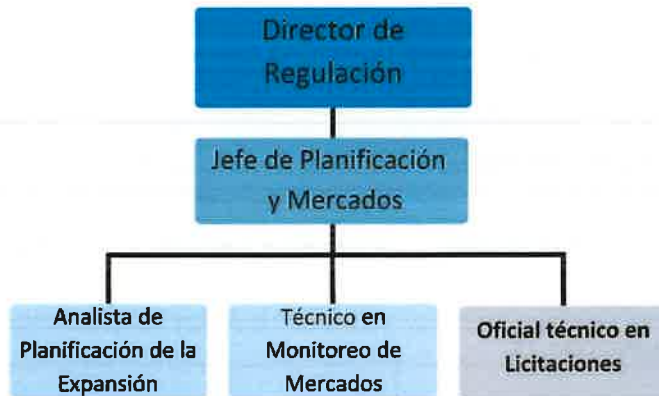 Director de
Regulación
Jefe de Planificación
y Mercados
Analista de
Planificación de la
Expansión
Técnico en
Monitoreo de
Mercados
Oficial técnico en
Licitaciones